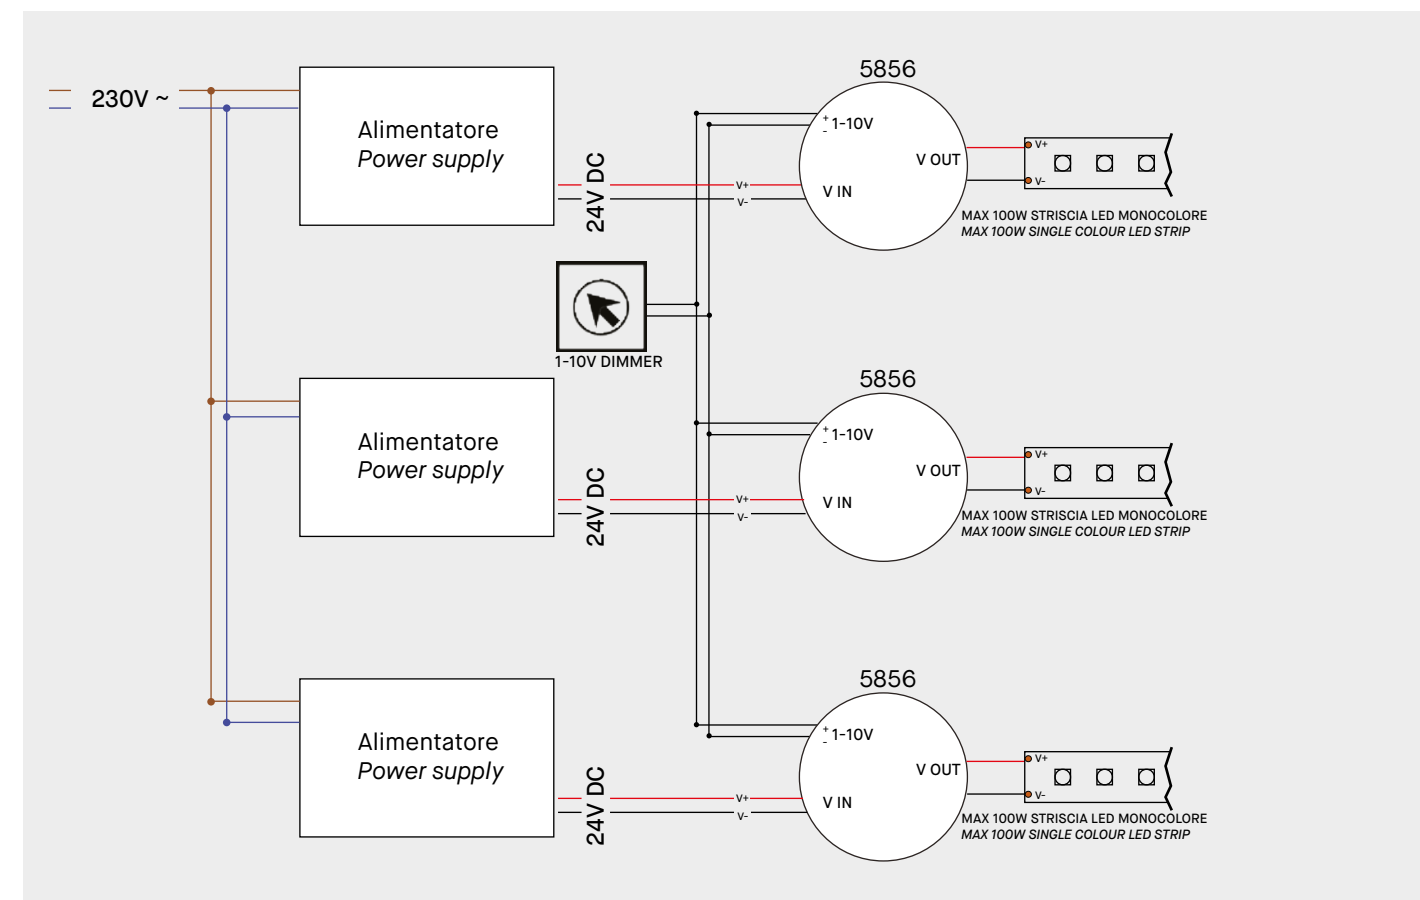 230V ~
Alimentatore
Power supply
24V DC
V+
V-
5856
+ 1-10V
-
V IN
V OUT
V+
V-
MAX 100W STRISCIA LED MONOCOLORE
MAX 100W SINGLE COLOUR LED STRIP
1-10V DIMMER
Alimentatore
Power supply
24V DC
V+
V-
5856
+ 1-10V
-
V IN
V OUT
V+
V-
MAX 100W STRISCIA LED MONOCOLORE
MAX 100W SINGLE COLOUR LED STRIP
Alimentatore
Power supply
24V DC
V+
V-
5856
+ 1-10V
-
V IN
V OUT
V+
V-
MAX 100W STRISCIA LED MONOCOLORE
MAX 100W SINGLE COLOUR LED STRIP